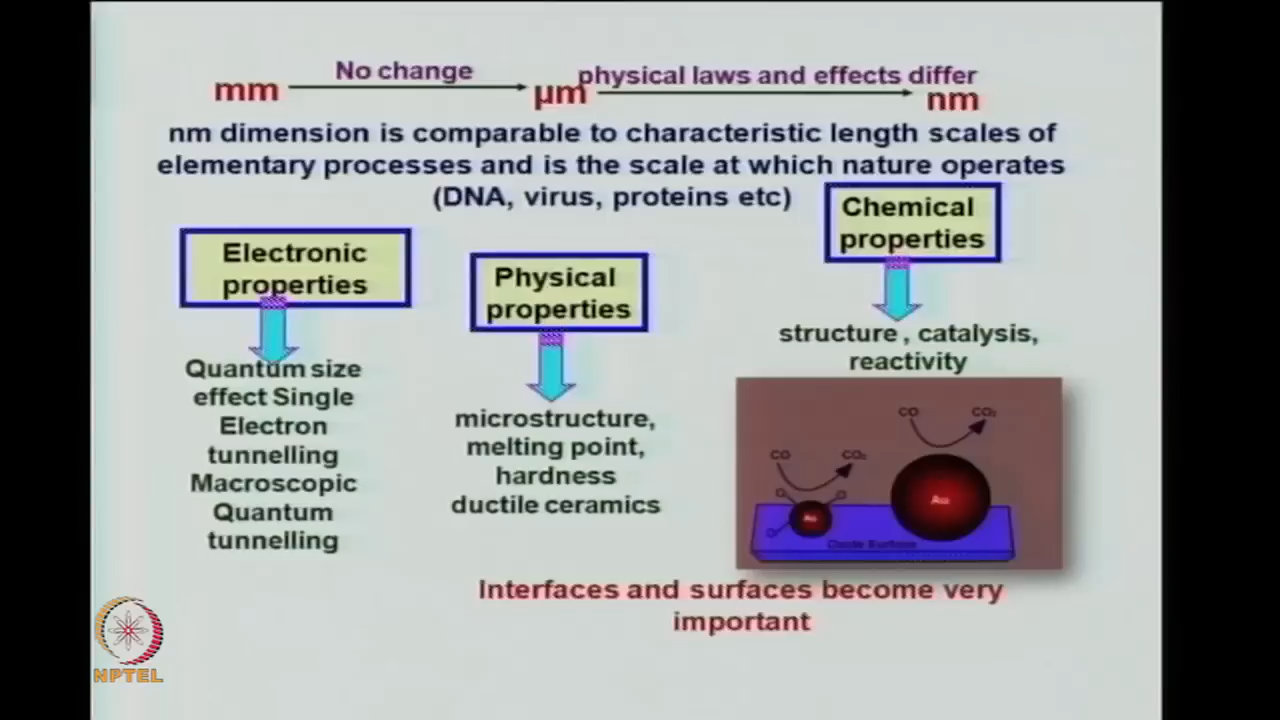 No change
physical laws and effects differ
mm
µm
nm
nm dimension is comparable to characteristic length scales of
elementary processes and is the scale at which nature operates
(DNA, virus, proteins etc)
Electronic
properties
Quantum size
effect Single
Electron
tunnelling
Macroscopic
Quantum
tunnelling
Physical
properties
microstructure,
melting point,
hardness
ductile ceramics
Chemical
properties
structure , catalysis,
reactivity
CO
CO₂
CO
CO₂
O
O
O
Au
Au
Oxide Surface
Interfaces and surfaces become very
important
NPTEL